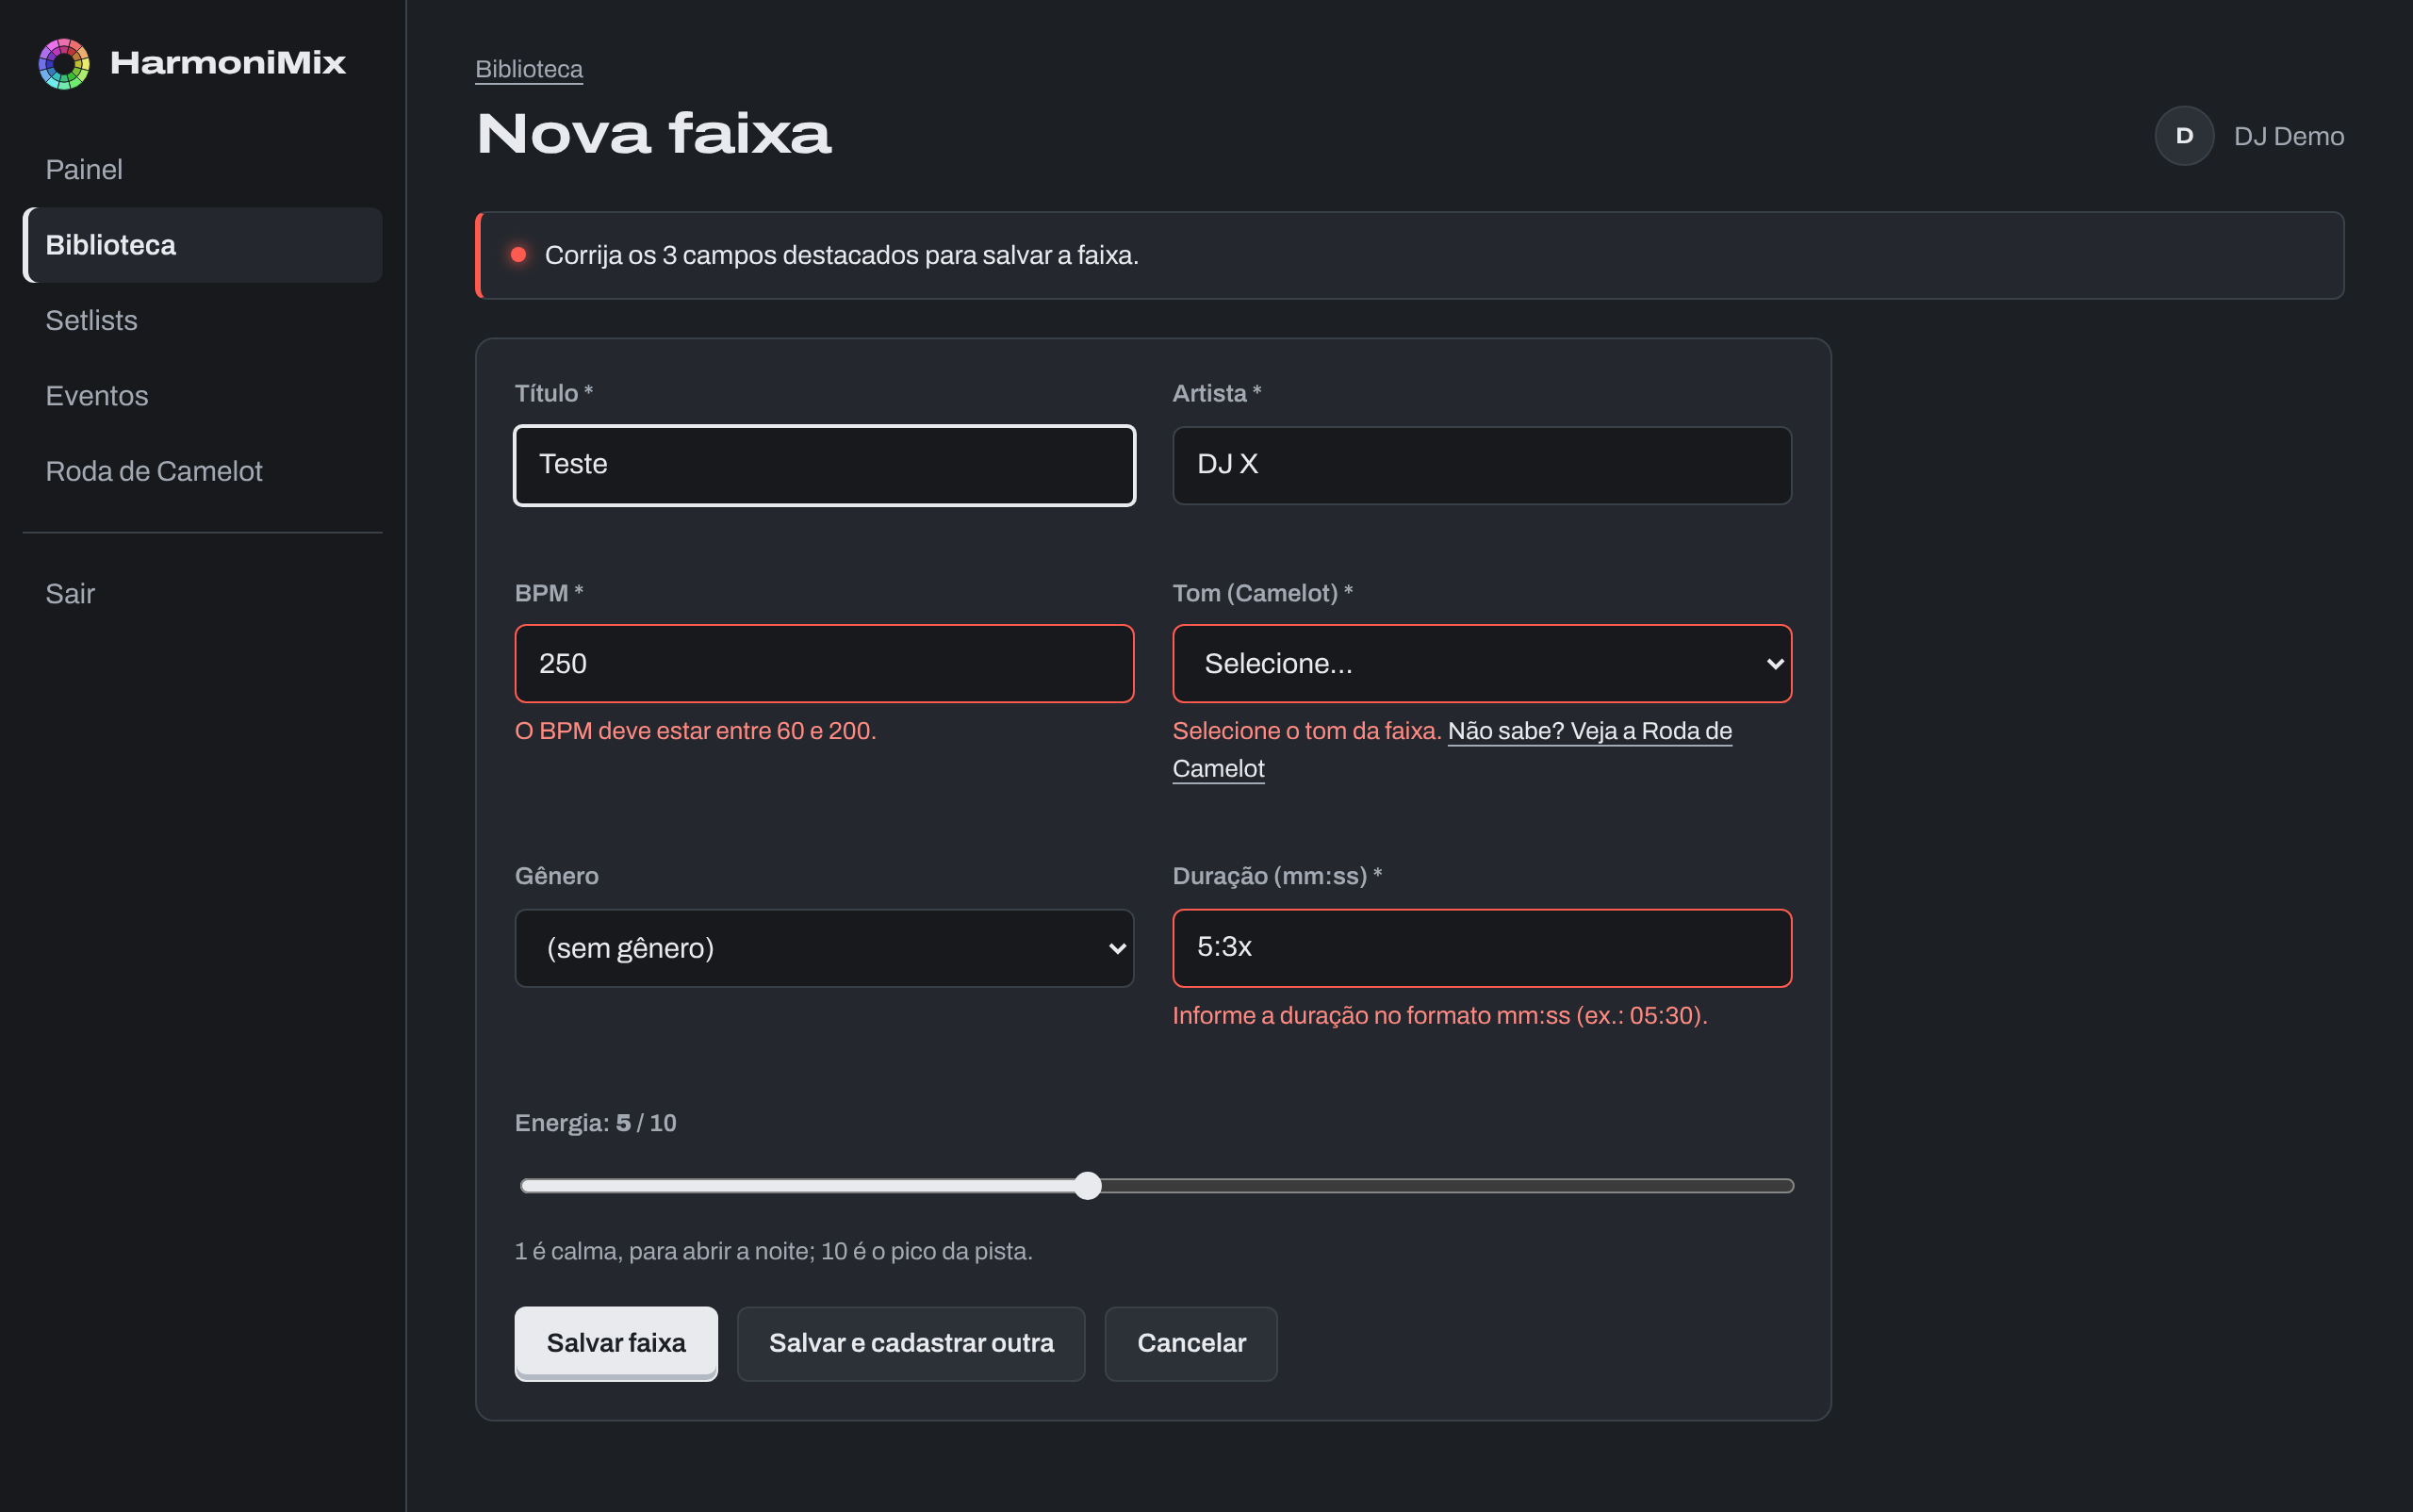 HarmoniMix
Painel
Biblioteca
Setlists
Eventos
Roda de Camelot
Sair
Biblioteca
Nova faixa
D
DJ Demo
Corrija os 3 campos destacados para salvar a faixa.
Título *
Artista *
Teste
DJ X
BPM *
Tom (Camelot) *
250
Selecione...
O BPM deve estar entre 60 e 200.
Selecione o tom da faixa. Não sabe? Veja a Roda de
Camelot
Gênero
Duração (mm:ss) *
(sem gênero)
5:3x
Informe a duração no formato mm:ss (ex.: 05:30).
Energia: 5 / 10
1 é calma, para abrir a noite; 10 é o pico da pista.
Salvar faixa
Salvar e cadastrar outra
Cancelar